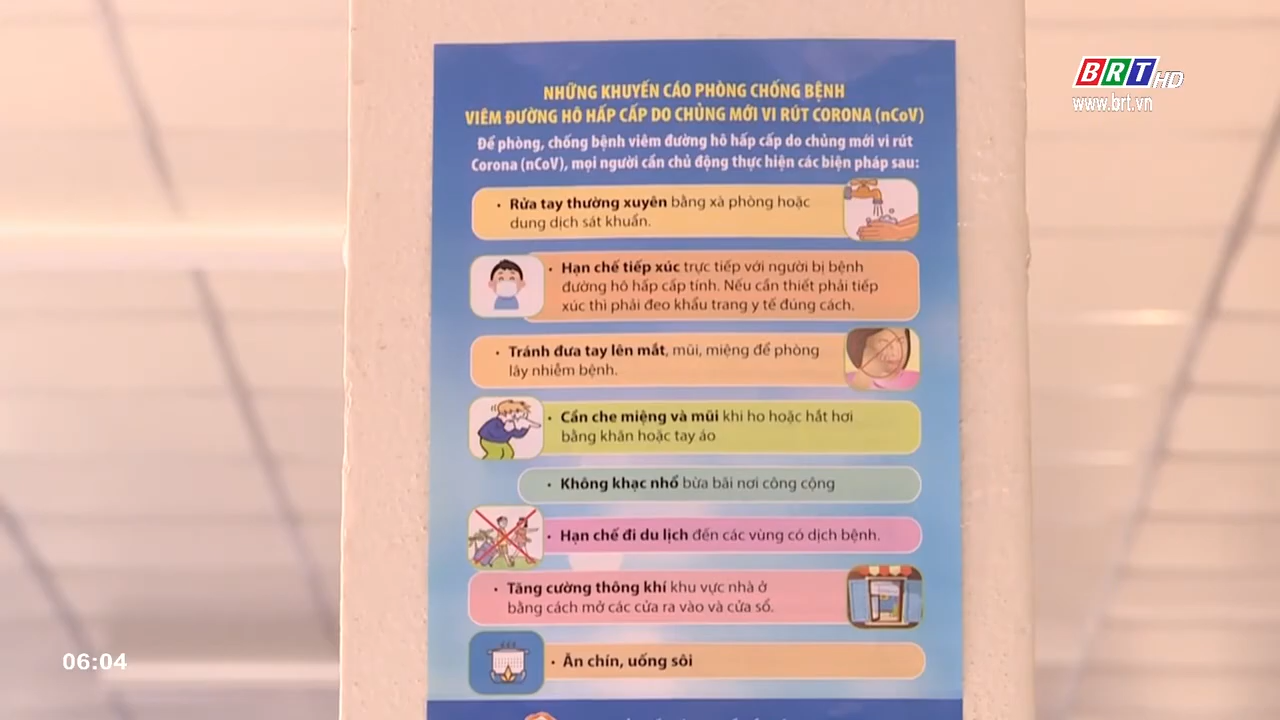 BRT HD
www.brt.vn
NHỮNG KHUYẾN CÁO PHÒNG CHỐNG BỆNH
VIÊM ĐƯỜNG HÔ HẤP CẤP DO CHỦNG MỚI VI RÚT CORONA (nCoV)
Để phòng, chống bệnh viêm đường hô hấp cấp do chủng mới vi rút
Corona (nCoV), mọi người cần chủ động thực hiện các biện pháp sau:
• Rửa tay thường xuyên bằng xà phòng hoặc
dung dịch sát khuẩn.
• Hạn chế tiếp xúc trực tiếp với người bị bệnh
đường hô hấp cấp tính. Nếu cần thiết phải tiếp
xúc thì phải đeo khẩu trang y tế đúng cách.
• Tránh đưa tay lên mắt, mũi, miệng để phòng
lây nhiễm bệnh.
• Cần che miệng và mũi khi ho hoặc hắt hơi
bằng khăn hoặc tay áo
• Không khạc nhổ bừa bãi nơi công cộng
• Hạn chế đi du lịch đến các vùng có dịch bệnh.
• Tăng cường thông khí khu vực nhà ở
bằng cách mở các cửa ra vào và cửa sổ.
• Ăn chín, uống sôi
06:04